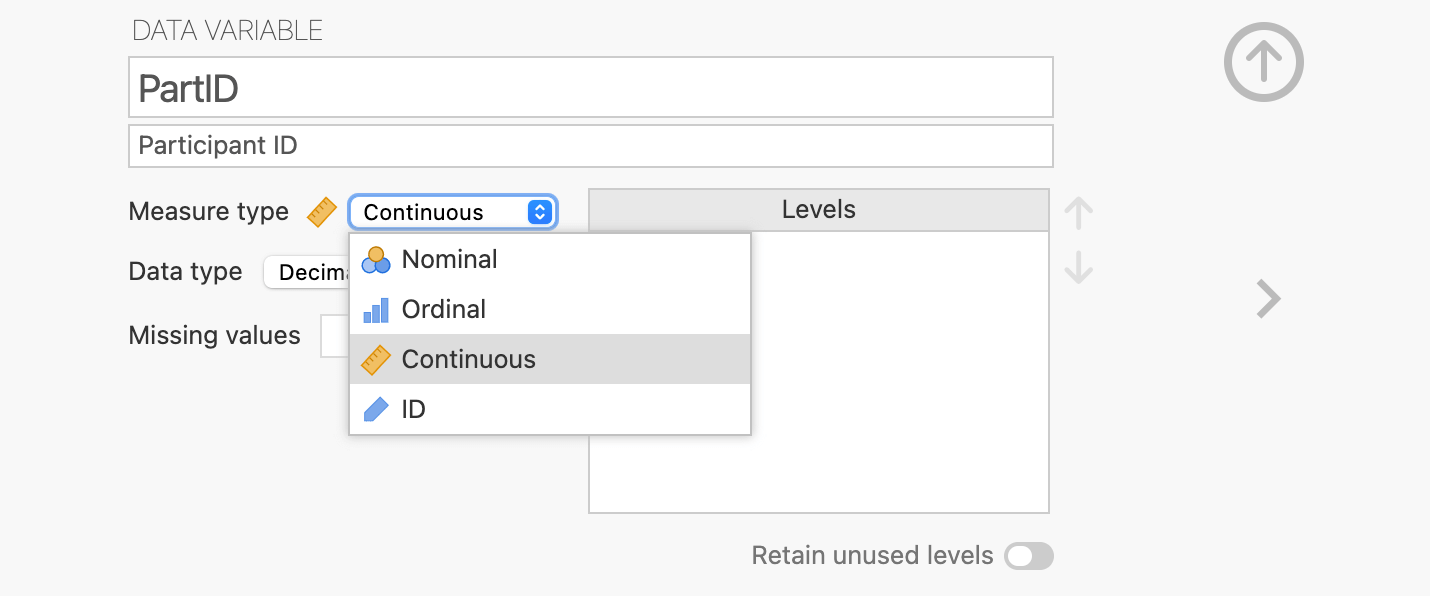 DATA VARIABLE
PartID
Participant ID
Measure type Continuous
Levels
Nominal
Data type Decima
Ordinal
Missing values
Continuous
ID
Retain unused levels